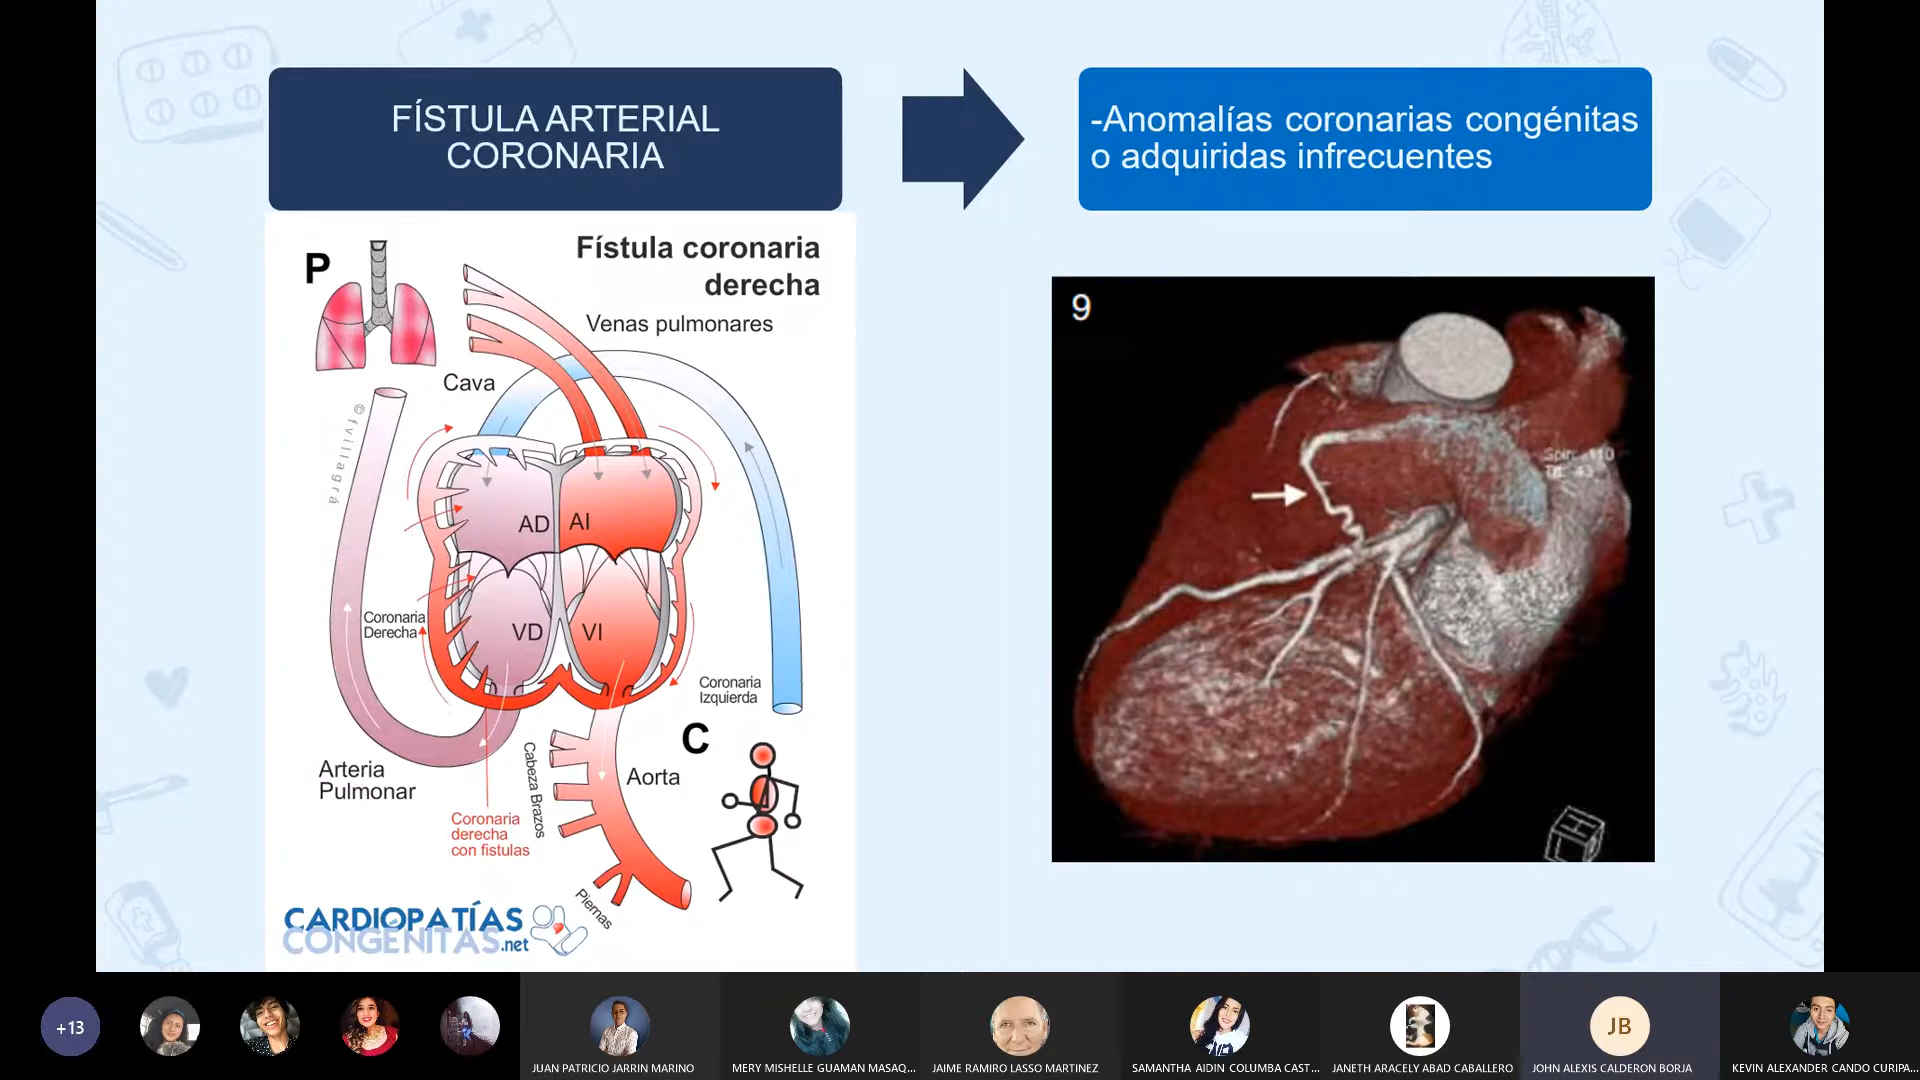 FÍSTULA ARTERIAL
CORONARIA
-Anomalías coronarias congénitas
o adquiridas infrecuentes
P
Fístula coronaria
derecha
Venas pulmonares
Cava
©fvillagrá
AD
AI
Coronaria
Derecha
VD
VI
Coronaria
Izquierda
C
Arteria
Pulmonar
Cabeza Brazos
Aorta
Coronaria
derecha
con fistulas
Piernas
CARDIOPATÍAS
CONGÉNITAS.net
9
+13
JUAN PATRICIO JARRIN MARINO
MERY MISHELLE GUAMAN MASAQ...
JAIME RAMIRO LASSO MARTINEZ
SAMANTHA AIDIN COLUMBA CAST...
JANETH ARACELY ABAD CABALLERO
JB
JOHN ALEXIS CALDERON BORJA
KEVIN ALEXANDER CANDO CURIPA...